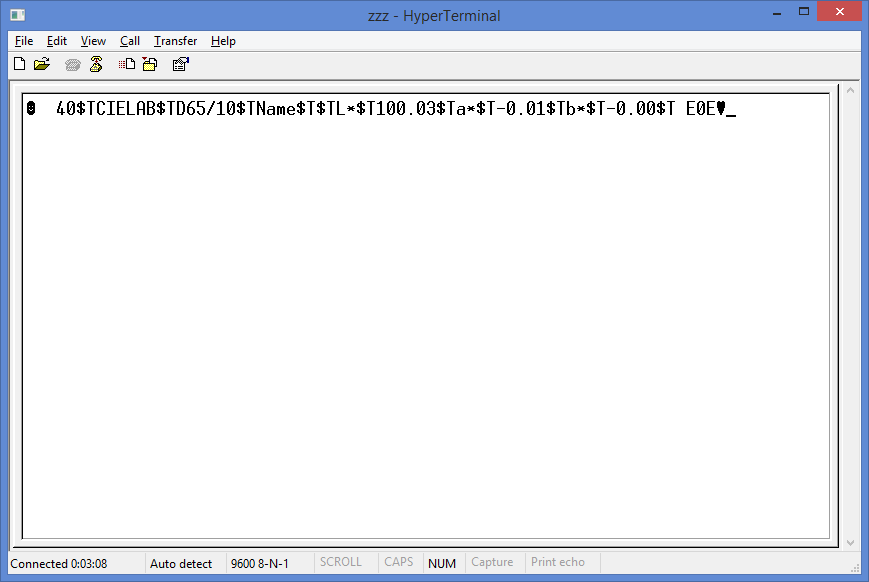 zzz - HyperTerminal
File Edit View Call Transfer Help
40$TCIELAB$TD65/10$TName$T$TL*$T100.03$Ta*$T-0.01$Tb*$T-0.00$T E0E♥_
Connected 0:03:08 Auto detect 9600 8-N-1 SCROLL CAPS NUM Capture Print echo